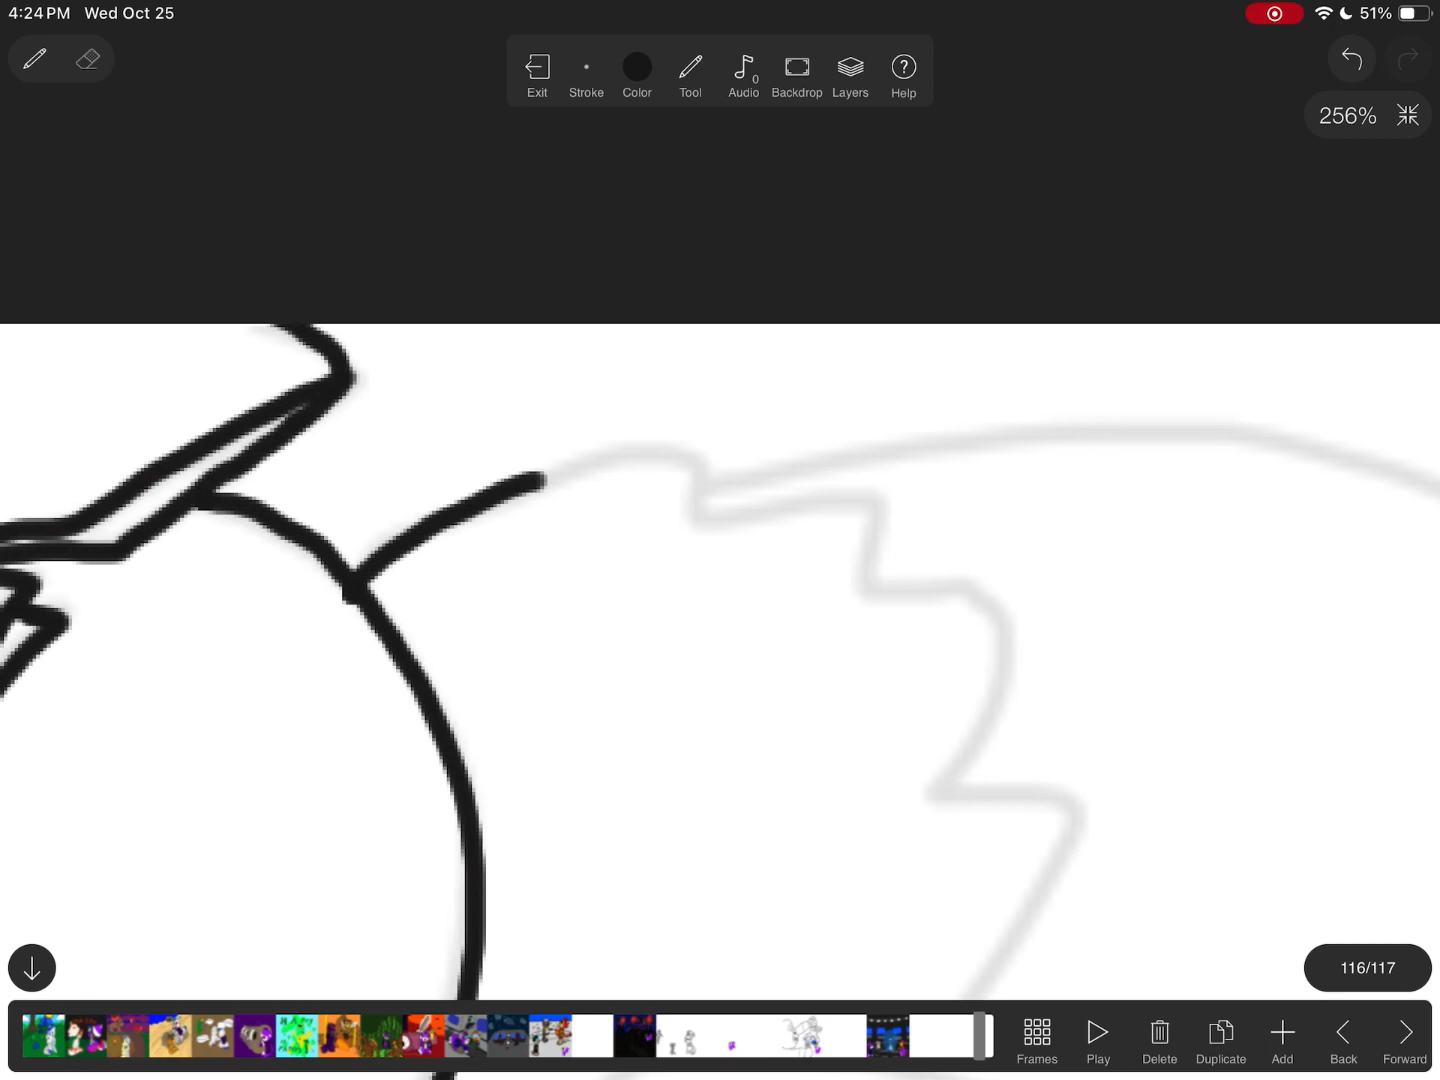 4:24 PM Wed Oct 25
51%
Exit Stroke Color Tool Audio 0 Backdrop Layers Help
256%
116/117
Frames Play Delete Duplicate Add Back Forward